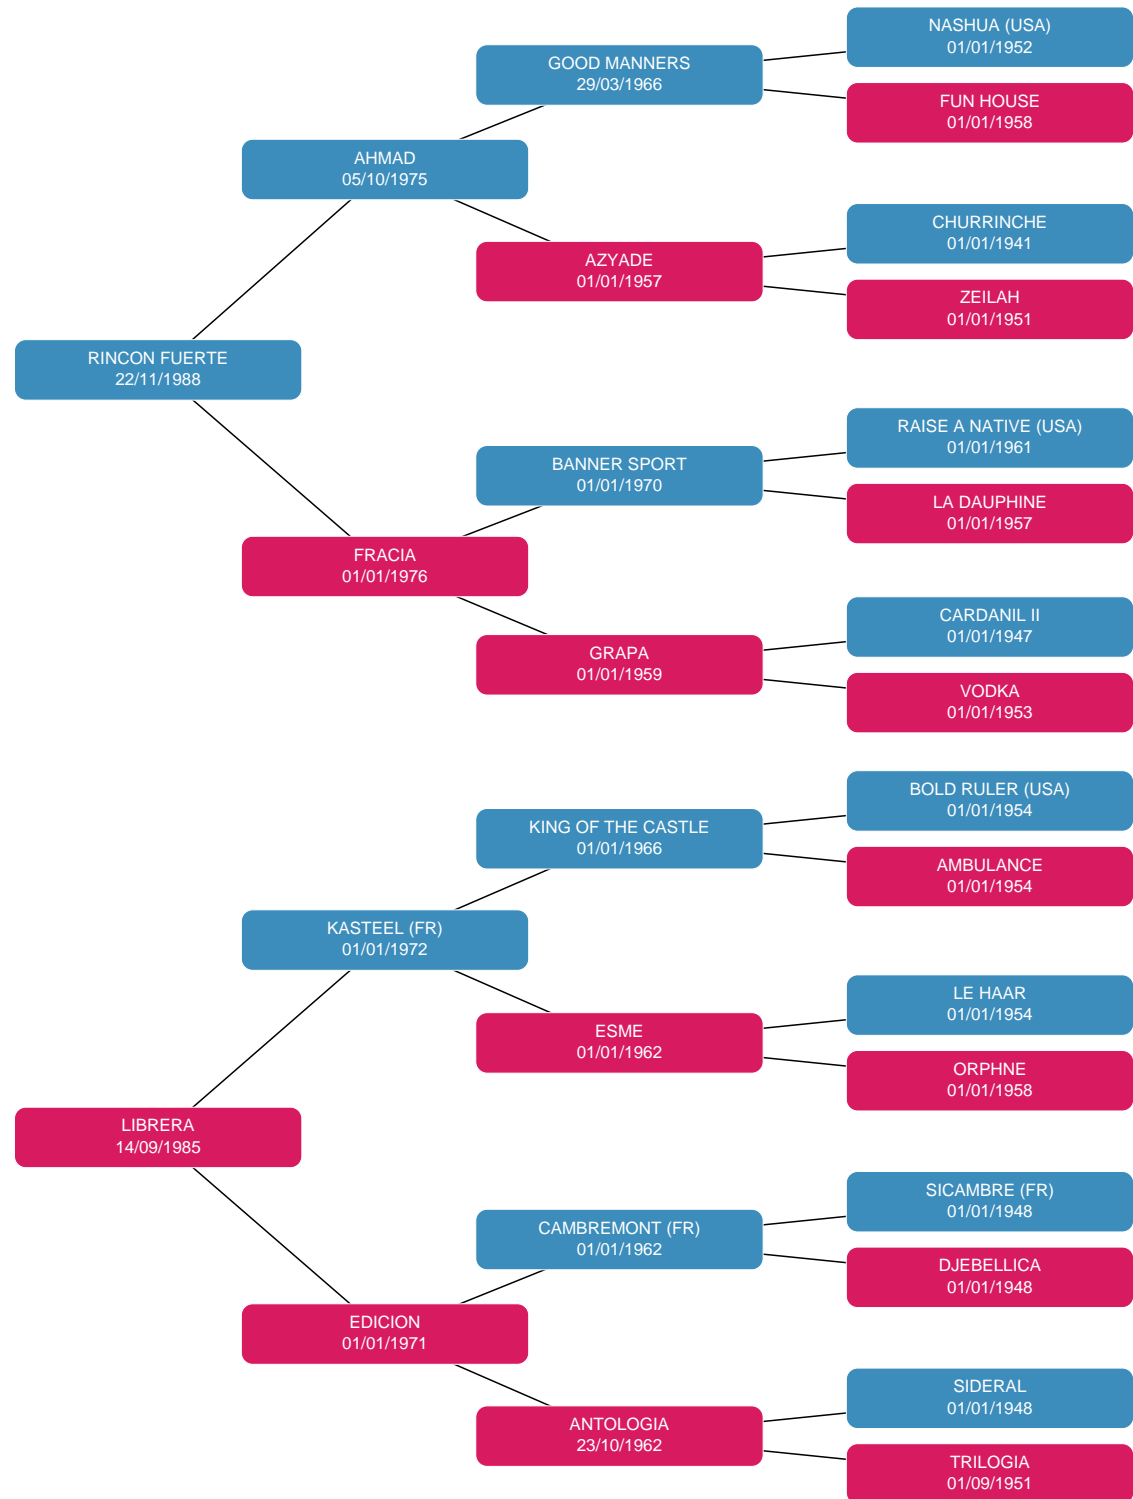 NASHUA (USA)
01/01/1952
GOOD MANNERS
29/03/1966
FUN HOUSE
01/01/1958
AHMAD
05/10/1975
CHURRINCHE
01/01/1941
AZYADE
01/01/1957
ZEILAH
01/01/1951
RINCON FUERTE
22/11/1988
RAISE A NATIVE (USA)
01/01/1961
BANNER SPORT
01/01/1970
LA DAUPHINE
01/01/1957
FRACIA
01/01/1976
CARDANIL II
01/01/1947
GRAPA
01/01/1959
VODKA
01/01/1953
BOLD RULER (USA)
01/01/1954
KING OF THE CASTLE
01/01/1966
AMBULANCE
01/01/1954
KASTEEL (FR)
01/01/1972
LE HAAR
01/01/1954
ESME
01/01/1962
ORPHNE
01/01/1958
LIBRERA
14/09/1985
SICAMBRE (FR)
01/01/1948
CAMBREMONT (FR)
01/01/1962
DJEBELLICA
01/01/1948
EDICION
01/01/1971
SIDERAL
01/01/1948
ANTOLOGIA
23/10/1962
TRILOGIA
01/09/1951